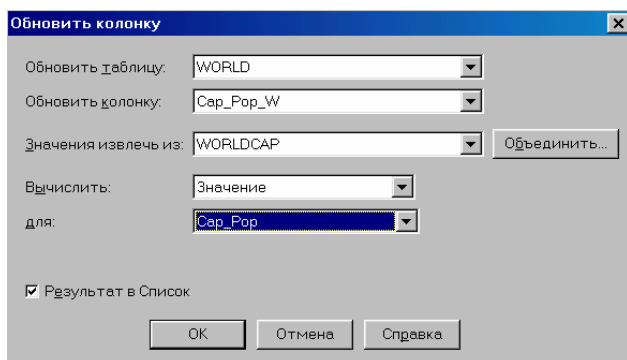 Обновить колонку
Обновить таблицу: WORLD
Обновить колонку: Cap_Pop_W
Значения извлечь из: WORLDCAP Объединить...
Вычислить: Значение
для: Cap_Pop
Результат в Список
OK Отмена Справка